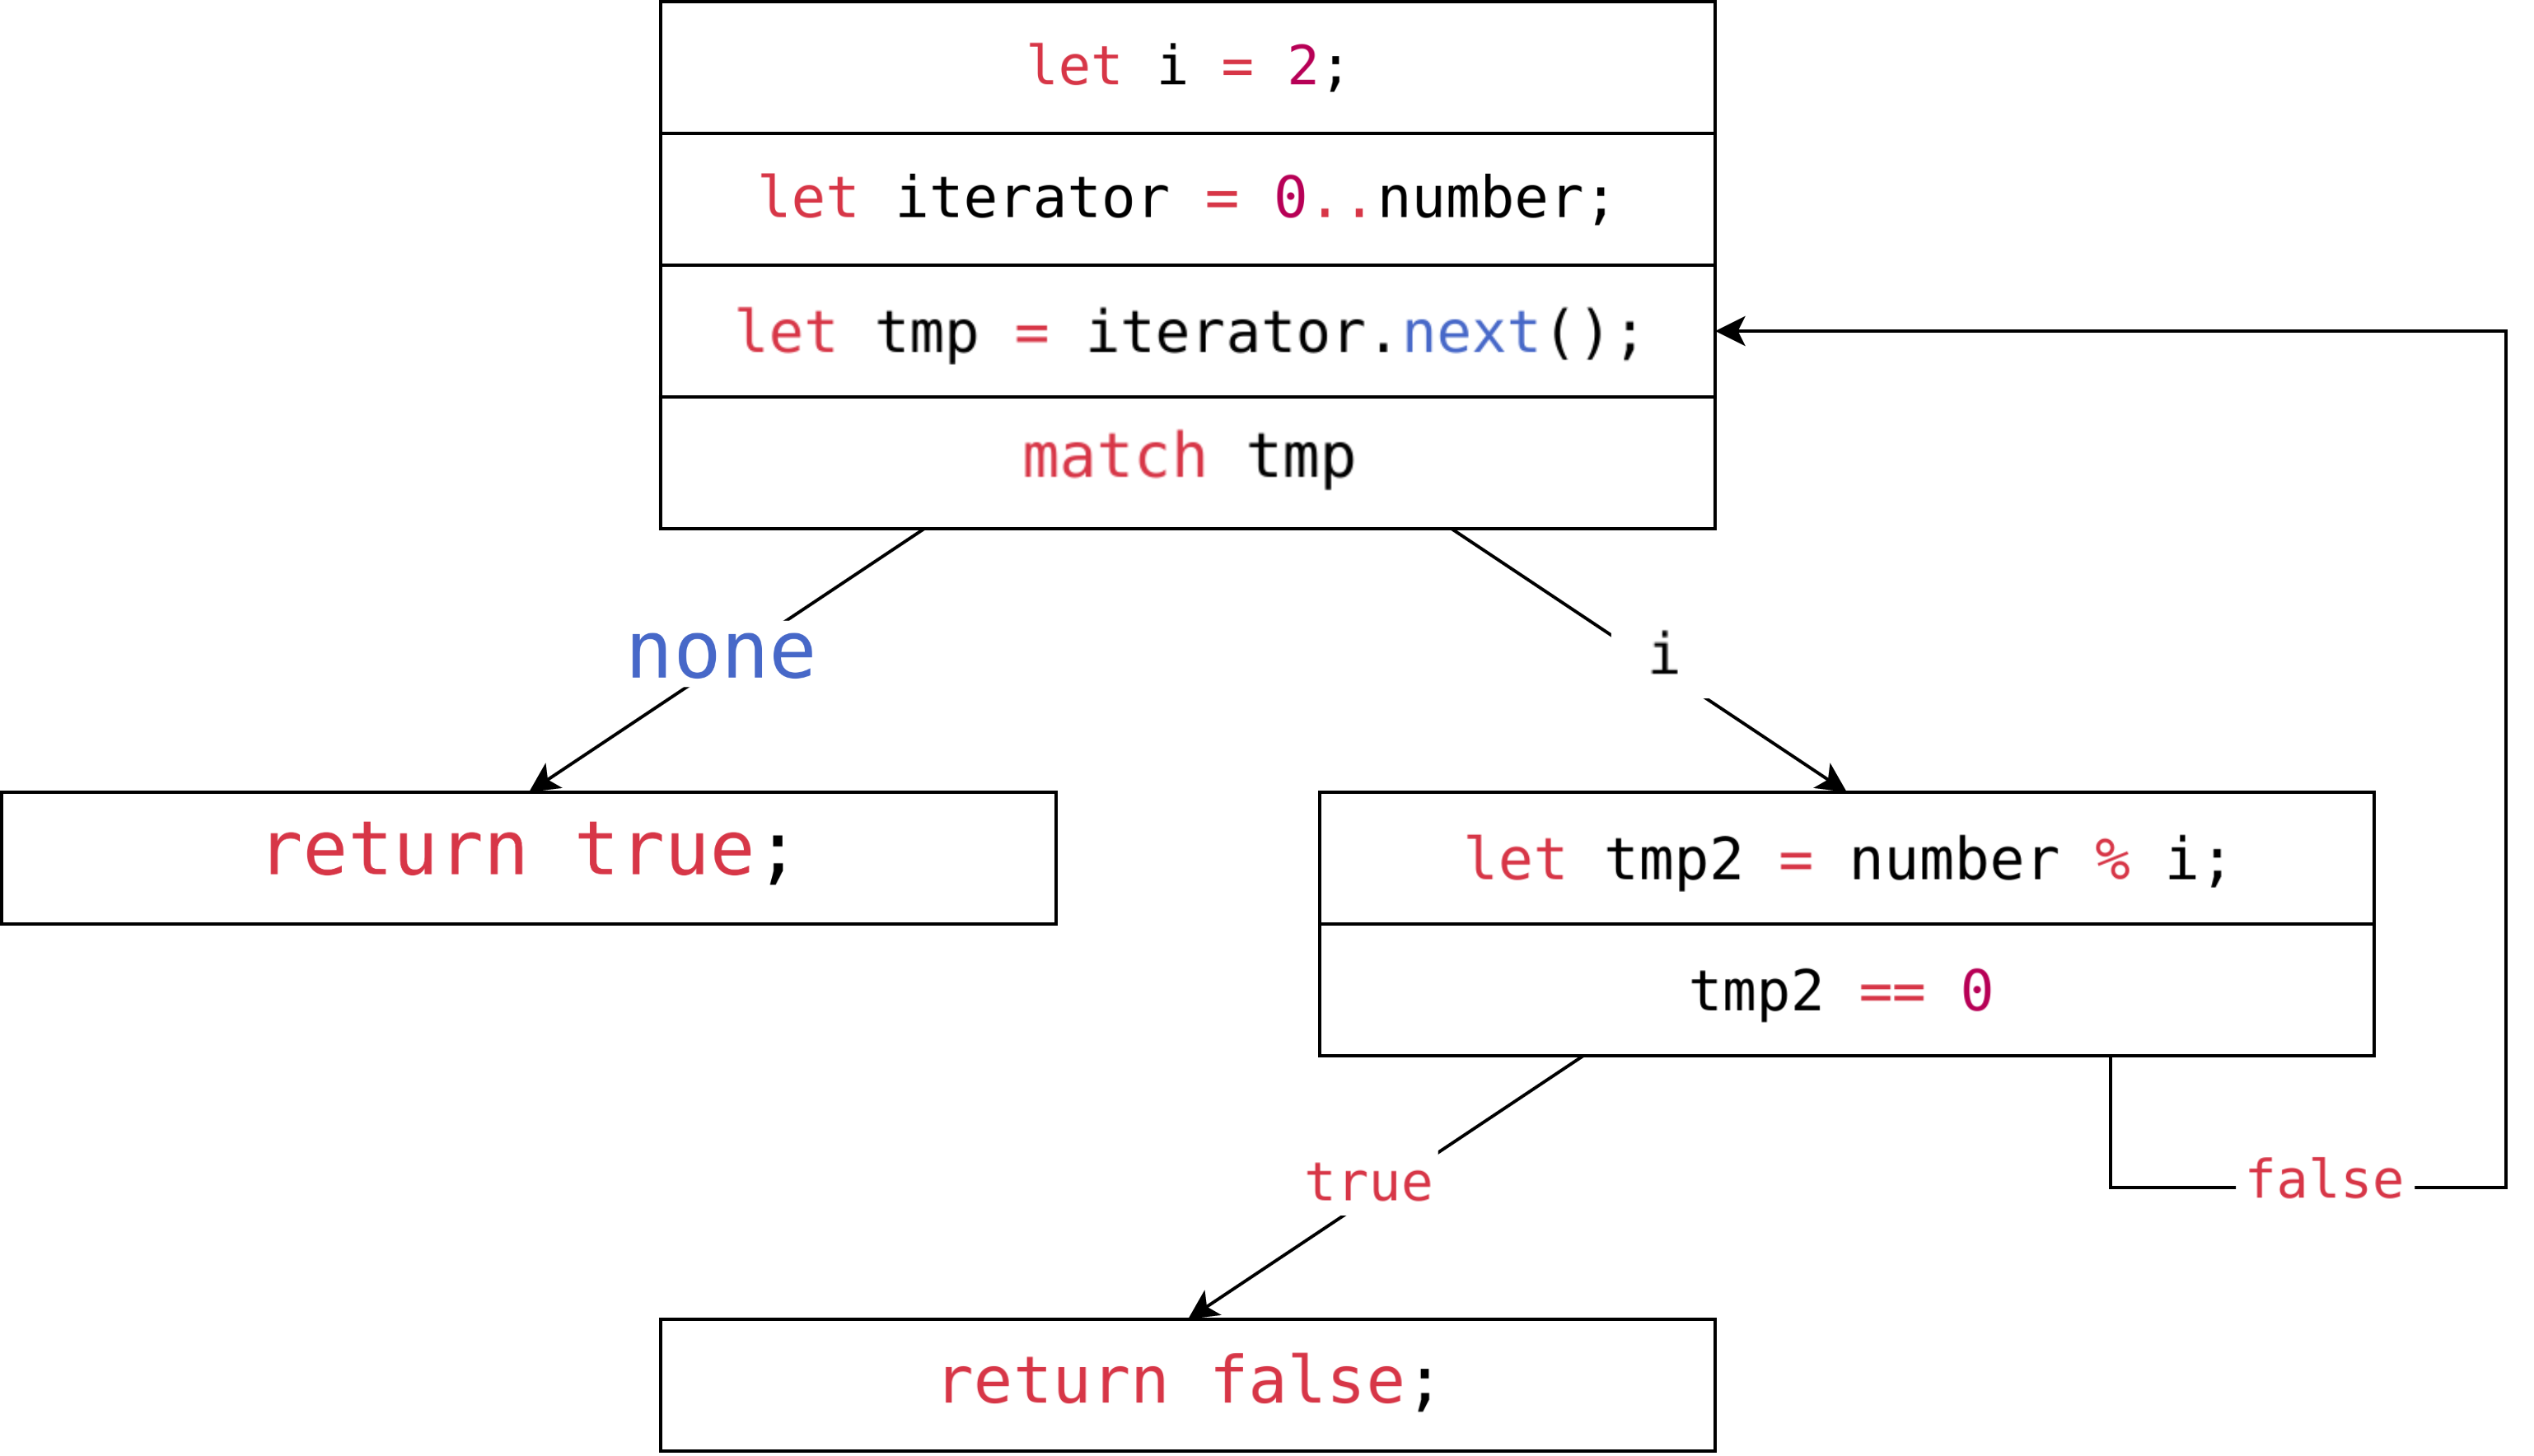 let i = 2;
let iterator = 0..number;
let tmp = iterator.next();
match tmp
none
i
return true;
let tmp2 = number % i;
tmp2 == 0
true
false
return false;